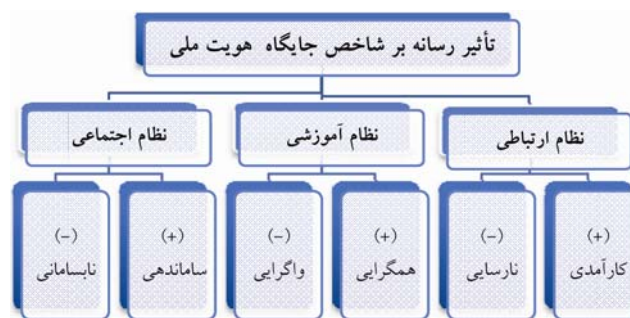 تأثیر رسانه بر شاخص جایگاه هویت ملی
نظام ارتباطی
نظام آموزشی
نظام اجتماعی
(+)
کارآمدی
(−)
نارسایی
(+)
همگرایی
(−)
واگرایی
(+)
ساماندهی
(−)
نابسامانی